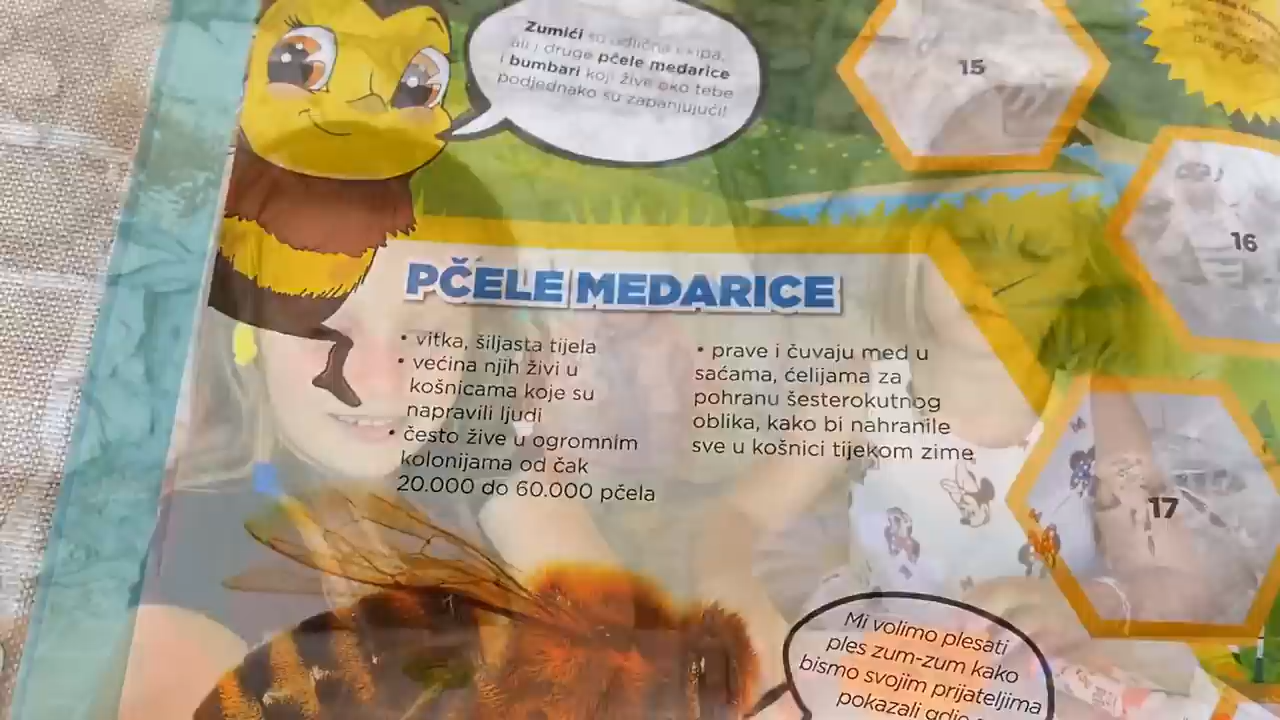 Zumići su odlična ekipa,
ali i druge pčele medarice
i bumbari koji žive oko tebe
podjednako su zapanjujući!
15
16
PČELE MEDARICE
• vitka, šiljasta tijela
• većina njih živi u
košnicama koje su
napravili ljudi
• često žive u ogromnim
kolonijama od čak
20.000 do 60.000 pčela
• prave i čuvaju med u
saćama, ćelijama za
pohranu šesterokutnog
oblika, kako bi nahranile
sve u košnici tijekom zime
17
Mi volimo plesati
ples zum-zum kako
bismo svojim prijateljima
pokazali gdje